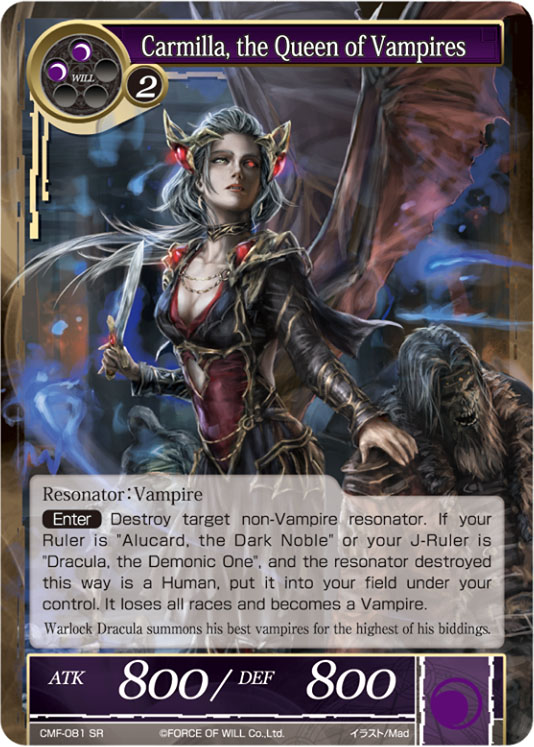 Carmilla, the Queen of Vampires
WILL
2
Resonator：Vampire
Enter Destroy target non-Vampire resonator. If your
Ruler is "Alucard, the Dark Noble" or your J-Ruler is
"Dracula, the Demonic One", and the resonator destroyed
this way is a Human, put it into your field under your
control. It loses all races and becomes a Vampire.
Warlock Dracula summons his best vampires for the highest of his biddings.
ATK 800 / DEF 800
CMF-081 SR ©FORCE OF WILL Co.,Ltd. イラスト/Mad